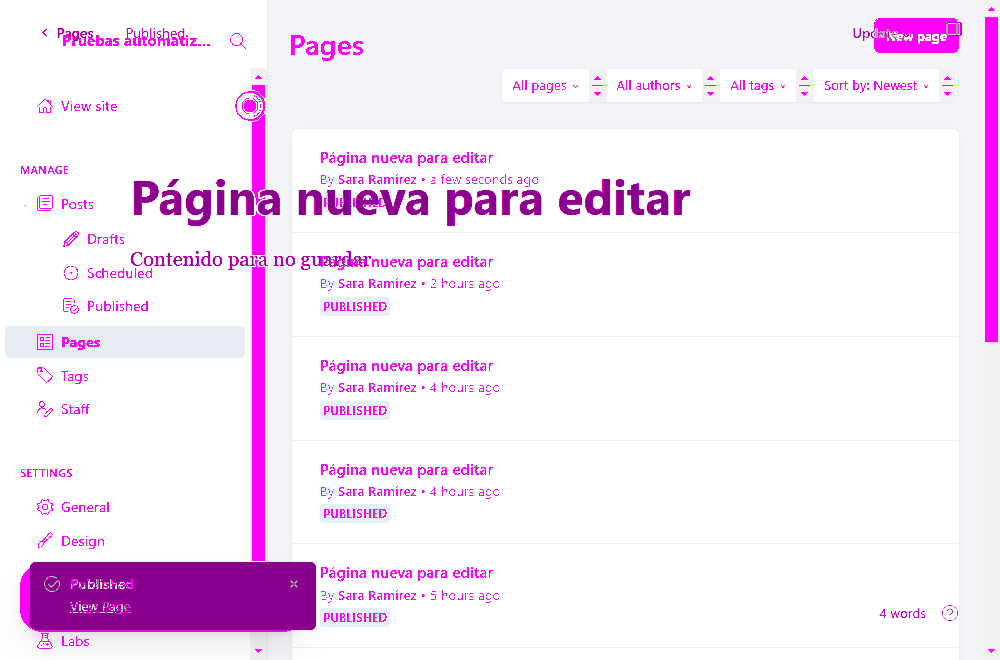 Pages
Published
Pruebas automatiz...
Pages
Update
New page
All pages
All authors
All tags
Sort by: Newest
View site
MANAGE
Posts
Drafts
Scheduled
Published
Pages
Tags
Staff
SETTINGS
General
Design
Labs
Página nueva para editar
By Sara Ramírez • a few seconds ago
PUBLISHED
Página nueva para editar
Contenido para no guardar
Página nueva para editar
By Sara Ramírez • 2 hours ago
PUBLISHED
Página nueva para editar
By Sara Ramírez • 4 hours ago
PUBLISHED
Página nueva para editar
By Sara Ramírez • 4 hours ago
PUBLISHED
Página nueva para editar
By Sara Ramírez • 5 hours ago
PUBLISHED
Published
View Page
4 words